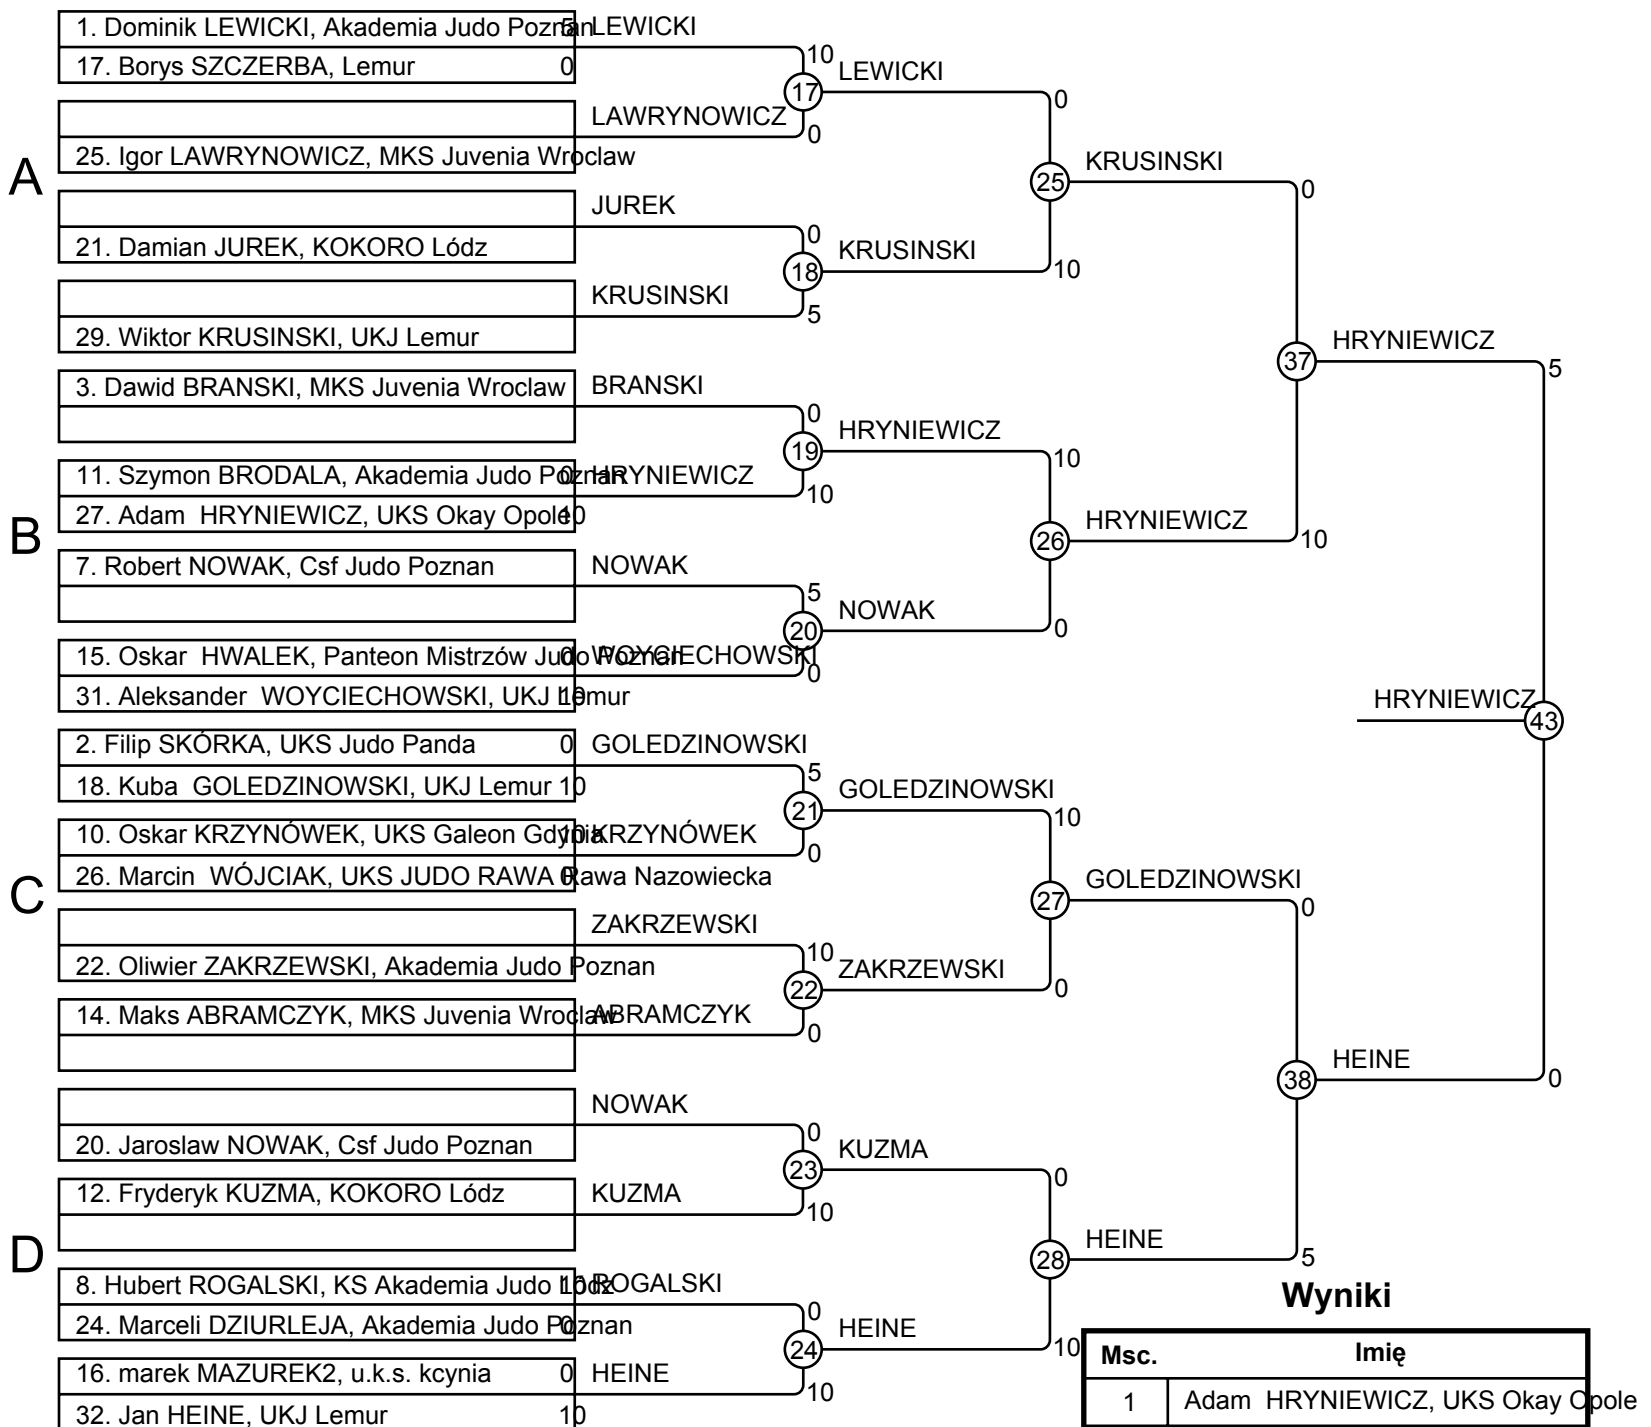 A
1. Dominik LEWICKI, Akademia Judo Poznan 5 LEWICKI
17. Borys SZCZERBA, Lemur 0
LAWRYNOWICZ
25. Igor LAWRYNOWICZ, MKS Juvenia Wroclaw
JUREK
21. Damian JUREK, KOKORO Lódz
KRUSINSKI
29. Wiktor KRUSINSKI, UKJ Lemur
B
3. Dawid BRANSKI, MKS Juvenia Wroclaw BRANSKI
11. Szymon BRODALA, Akademia Judo Poznan 0 HRYNIEWICZ
27. Adam HRYNIEWICZ, UKS Okay Opole 10
7. Robert NOWAK, Csf Judo Poznan NOWAK
15. Oskar HWALEK, Panteon Mistrzów Judo Poznan 0 WOYCIECHOWSKI
31. Aleksander WOYCIECHOWSKI, UKJ Lemur 10
C
2. Filip SKÓRKA, UKS Judo Panda 0 GOLEDZINOWSKI
18. Kuba GOLEDZINOWSKI, UKJ Lemur 10
10. Oskar KRZYNÓWEK, UKS Galeon Gdynia 10 KRZYNÓWEK
26. Marcin WÓJCIAK, UKS JUDO RAWA Rawa Nazowiecka 0
ZAKRZEWSKI
22. Oliwier ZAKRZEWSKI, Akademia Judo Poznan
14. Maks ABRAMCZYK, MKS Juvenia Wroclaw ABRAMCZYK
D
NOWAK
20. Jaroslaw NOWAK, Csf Judo Poznan
12. Fryderyk KUZMA, KOKORO Lódz KUZMA
8. Hubert ROGALSKI, KS Akademia Judo Lódz 10 ROGALSKI
24. Marceli DZIURLEJA, Akademia Judo Poznan 0
16. marek MAZUREK2, u.k.s. kcynia 0 HEINE
32. Jan HEINE, UKJ Lemur 10
10
17 LEWICKI
0
0
18 KRUSINSKI
5
0
19 HRYNIEWICZ
10
5
20 NOWAK
0
5
21 GOLEDZINOWSKI
0
10
22 ZAKRZEWSKI
0
0
23 KUZMA
10
0
24 HEINE
10
0
25 KRUSINSKI
10
10
26 HRYNIEWICZ
0
10
27 GOLEDZINOWSKI
0
0
28 HEINE
10
0
37 HRYNIEWICZ
10
0
38 HEINE
5
5
HRYNIEWICZ 43
0
Wyniki
Msc. Imię
1 Adam HRYNIEWICZ, UKS Okay Opole